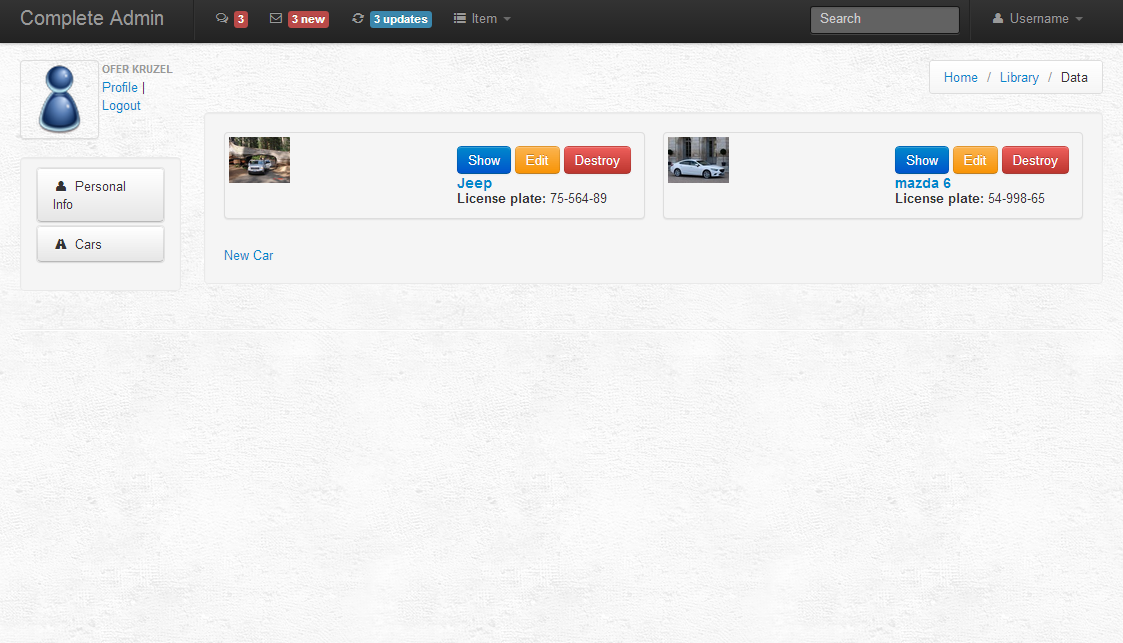 Complete Admin 3 3 new 3 updates Item Search Username
OFER KRUZEL
Profile |
Logout
Home / Library / Data
Personal
Info
Cars
Show Edit Destroy
Jeep
License plate: 75-564-89
Show Edit Destroy
mazda 6
License plate: 54-998-65
New Car